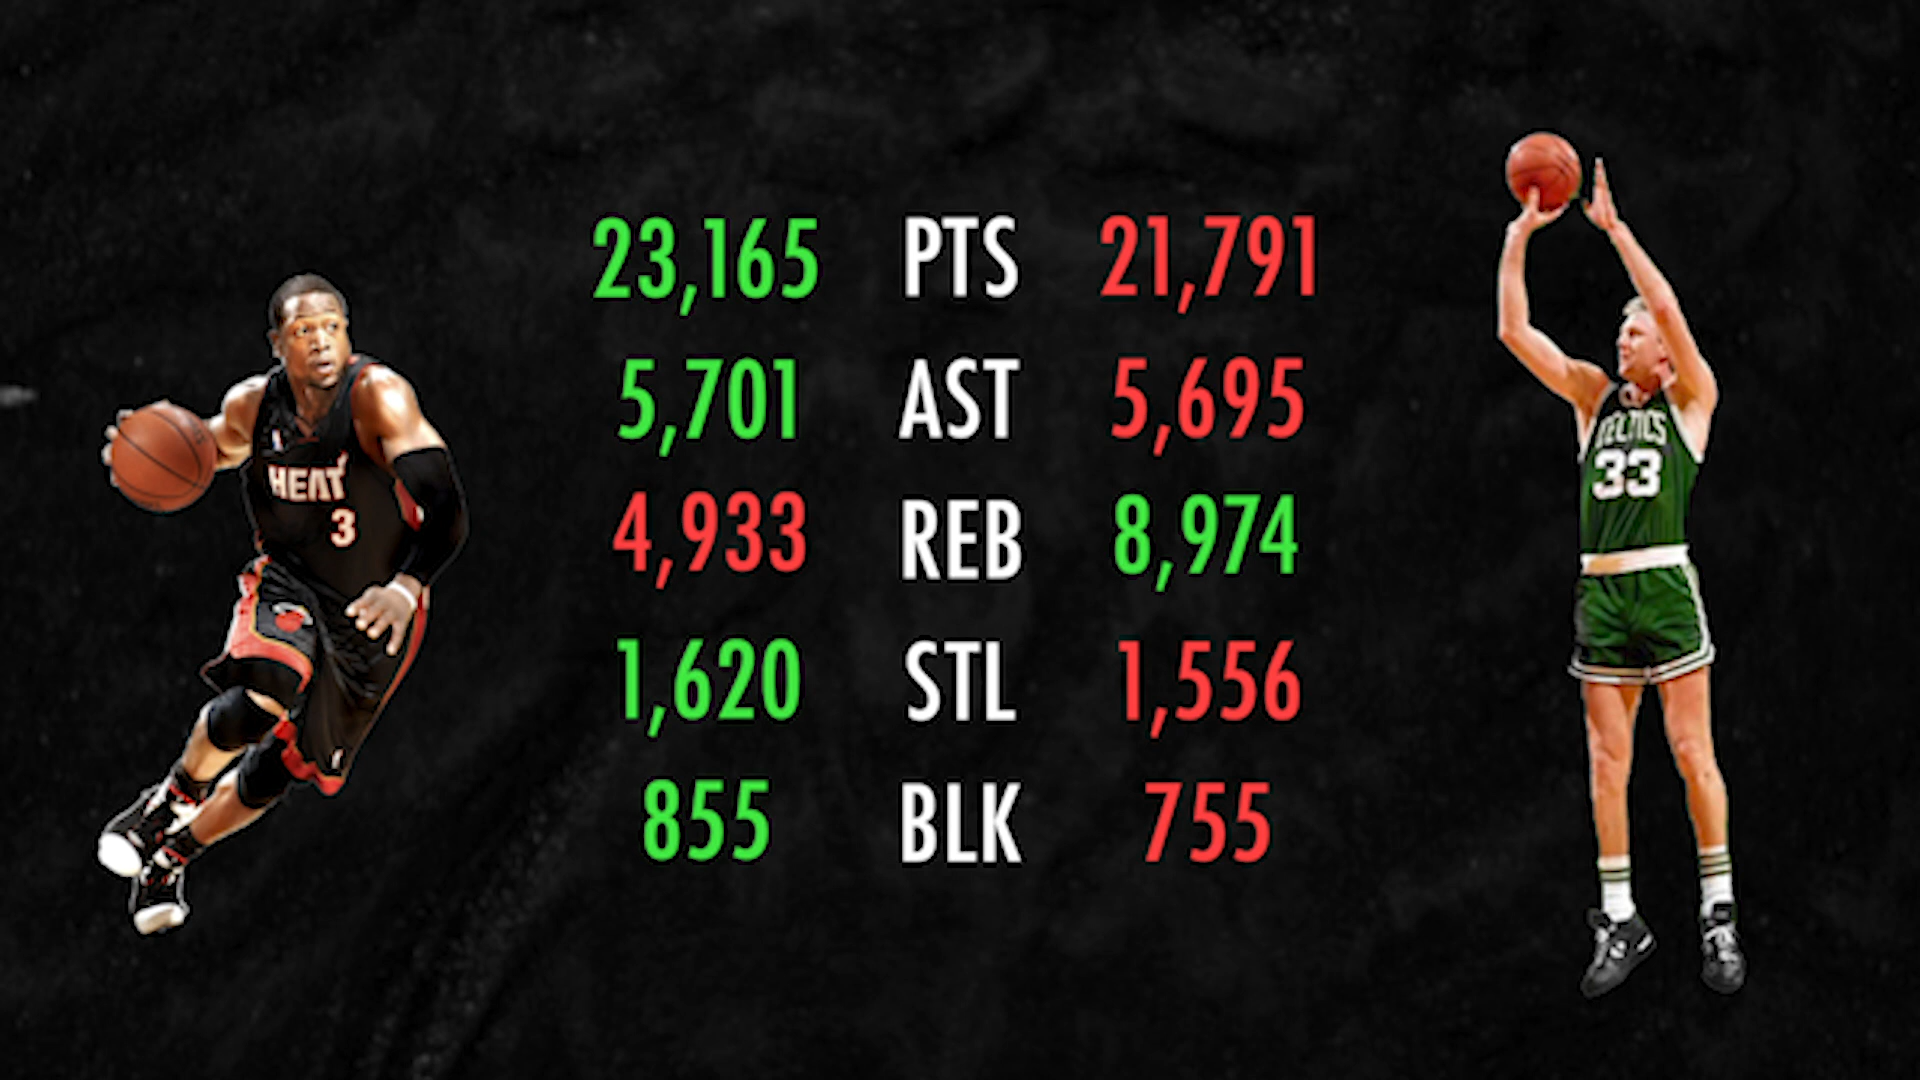 23,165 PTS 21,791
5,701 AST 5,695
4,933 REB 8,974
1,620 STL 1,556
855 BLK 755
HEAT
3
CELTICS
33